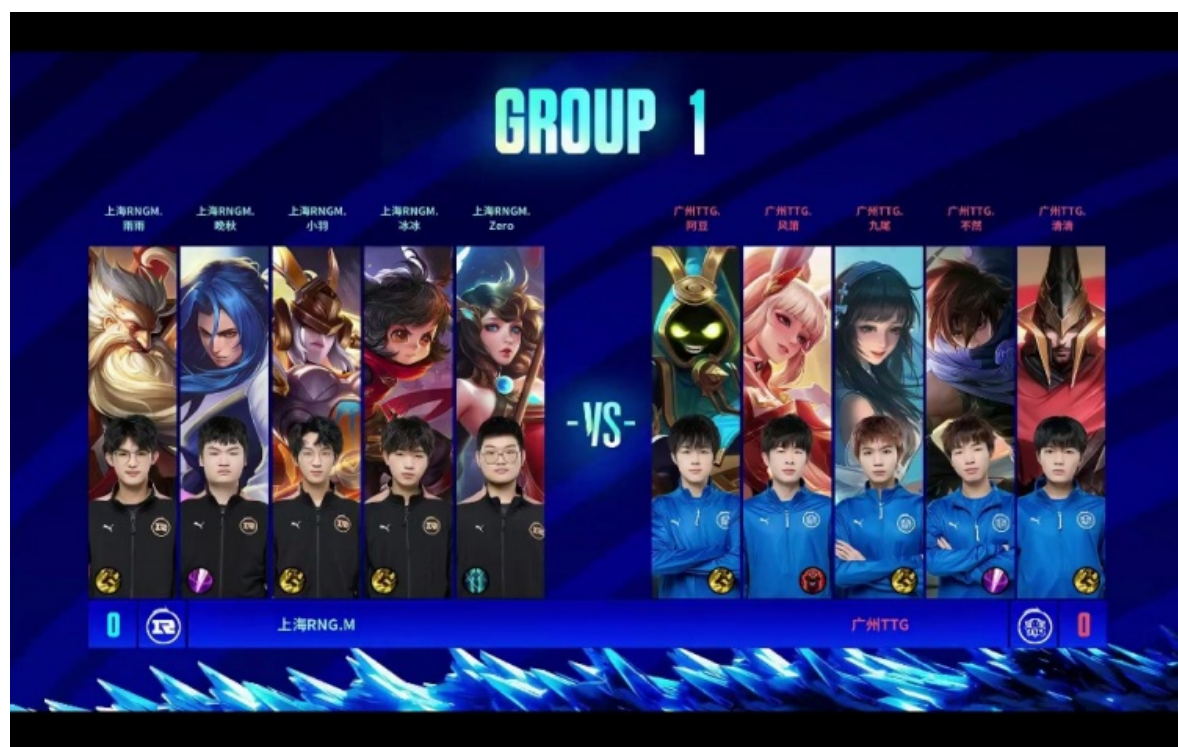 GROUP 1
上海RNGM.
雨雨
上海RNGM.
晚秋
上海RNGM.
小羽
上海RNGM.
冰冰
上海RNGM.
Zero
广州TTG.
阿豆
广州TTG.
风箫
广州TTG.
九尾
广州TTG.
不然
广州TTG.
清清
-VS-
0
R
上海RNG.M
广州TTG
0